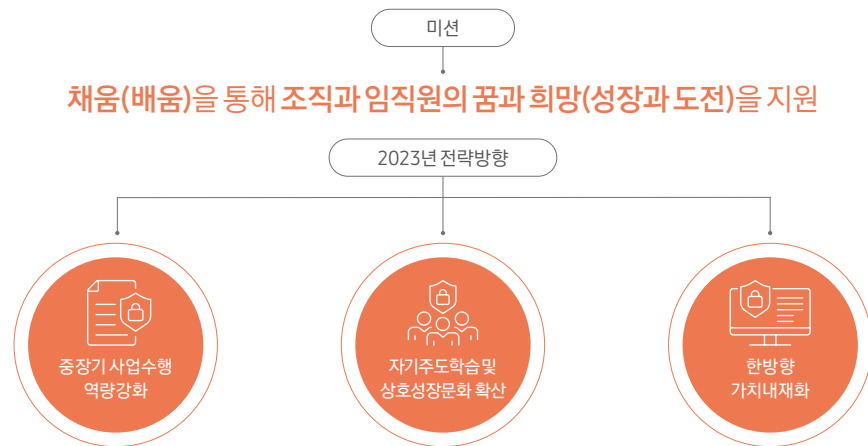 미션
채움(배움)을 통해 조직과 임직원의 꿈과 희망(성장과 도전)을 지원
2023년 전략방향
중장기 사업수행
역량강화
자기주도학습 및
상호성장문화 확산
한방향
가치내재화